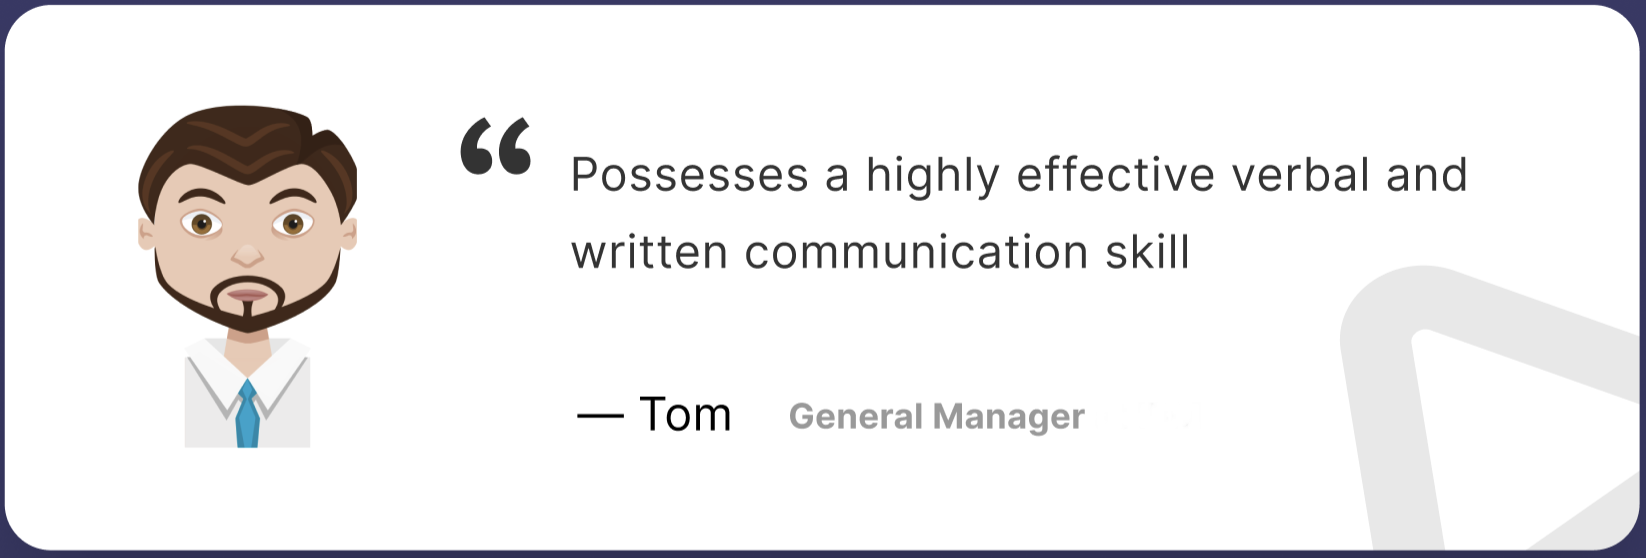 “
Possesses a highly effective verbal and
written communication skill
— Tom General Manager